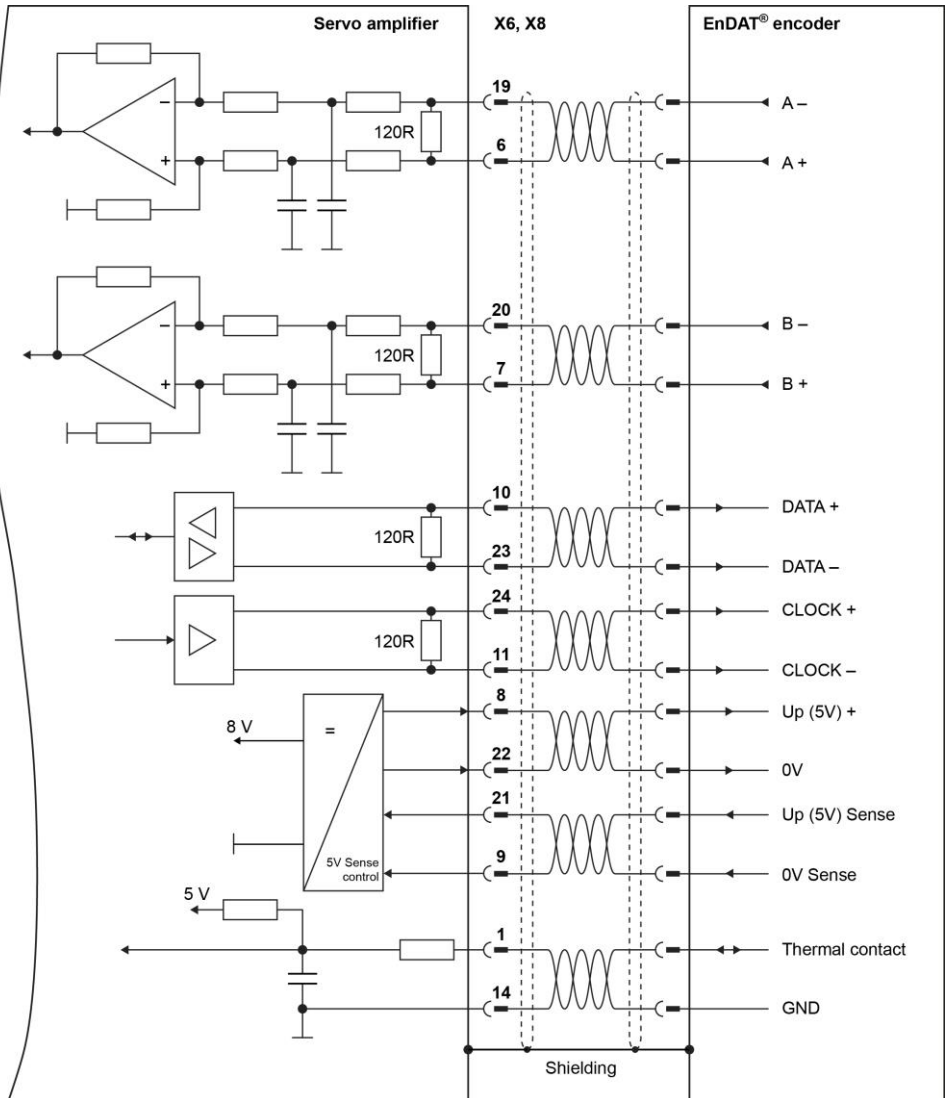 Servo amplifier X6, X8 EnDAT® encoder
19 A –
120R
6 A +
– +
20 B –
120R
7 B +
– +
10 DATA +
120R
23 DATA –
24 CLOCK +
120R
11 CLOCK –
8 Up (5V) +
8 V =
22 0V
21 Up (5V) Sense
5V Sense
control
9 0V Sense
5 V
1 Thermal contact
14 GND
Shielding